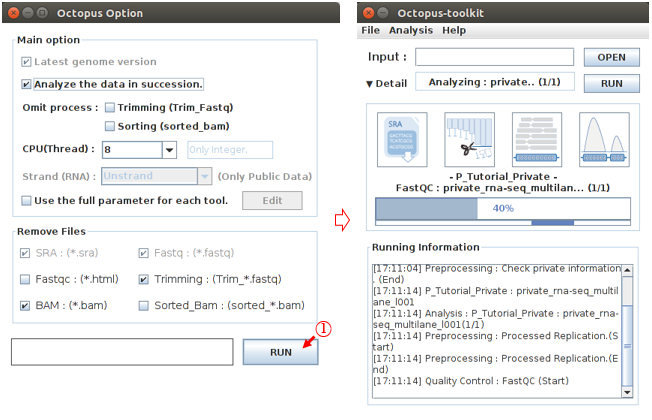 Octopus Option
Main option
Latest genome version
Analyze the data in succession.
Omit process :
Trimming (Trim_Fastq)
Sorting (sorted_bam)
CPU(Thread) :
8
Only Integer.
Strand (RNA) :
Unstrand
(Only Public Data)
Use the full parameter for each tool.
Edit
Remove Files
SRA : (*.sra)
Fastq : (*.fastq)
Fastqc : (*.html)
Trimming : (Trim_*.fastq)
BAM : (*.bam)
Sorted_Bam : (sorted_*.bam)
①
RUN
Octopus-toolkit
File Analysis Help
Input :
OPEN
▼ Detail
Analyzing : private.. (1/1)
RUN
SRA
- P_Tutorial_Private -
FastQC : private_rna-seq_multilan... (1/1)
40%
Running Information
[17:11:04] Preprocessing : Check private information
. (End)
[17:11:14] P_Tutorial_Private : private_rna-seq_multil
ane_l001
[17:11:14] Analysis : P_Tutorial_Private : private_rna-
seq_multilane_l001(1/1)
[17:11:14] Preprocessing : Processed Replication.(S
tart)
[17:11:14] Preprocessing : Processed Replication.(E
nd)
[17:11:14] Quality Control : FastQC (Start)